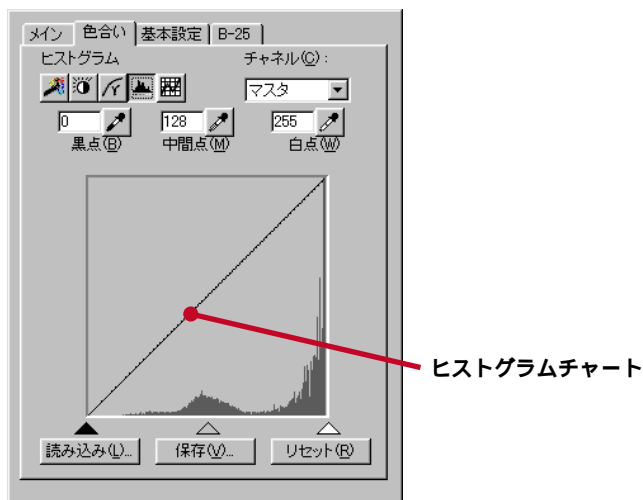 メイン 色合い 基本設定 B-25
ヒストグラム チャネル(C):
マスタ
0 128 255
黒点(B) 中間点(M) 白点(W)
ヒストグラムチャート
読み込み(L)... 保存(V)... リセット(R)